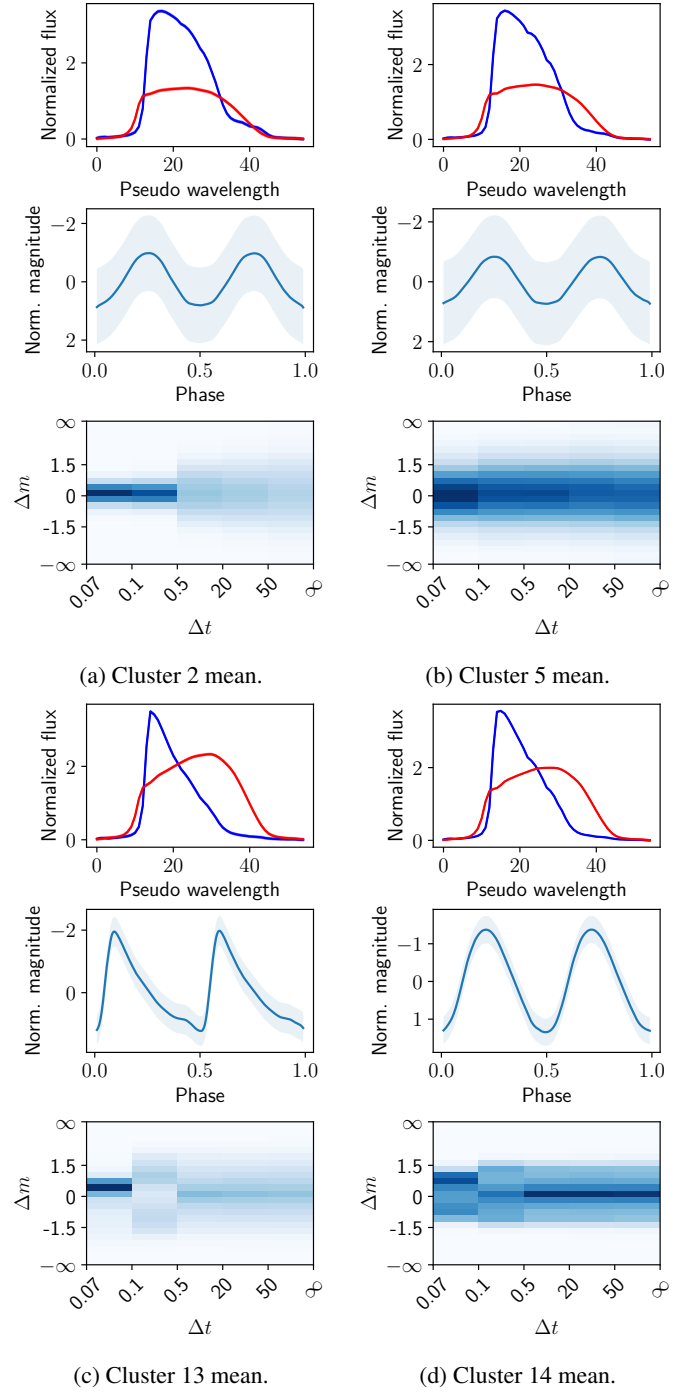 Normalized flux
2
0
0 20 40
Pseudo wavelength
Norm. magnitude
−2
0
2
0.0 0.5 1.0
Phase
Δm
∞
1.5
0
-1.5
−∞
0.07 0.1 0.5 20 50 ∞
Δt
(a) Cluster 2 mean.
Normalized flux
2
0
0 20 40
Pseudo wavelength
Norm. magnitude
−2
0
2
0.0 0.5 1.0
Phase
Δm
∞
1.5
0
-1.5
−∞
0.07 0.1 0.5 20 50 ∞
Δt
(b) Cluster 5 mean.
Normalized flux
2
0
0 20 40
Pseudo wavelength
Norm. magnitude
−2
0
0.0 0.5 1.0
Phase
Δm
∞
1.5
0
-1.5
−∞
0.07 0.1 0.5 20 50 ∞
Δt
(c) Cluster 13 mean.
Normalized flux
2
0
0 20 40
Pseudo wavelength
Norm. magnitude
−1
0
1
0.0 0.5 1.0
Phase
Δm
∞
1.5
0
-1.5
−∞
0.07 0.1 0.5 20 50 ∞
Δt
(d) Cluster 14 mean.